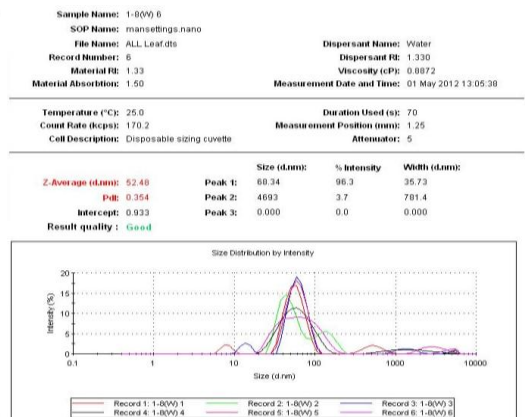 Sample Name: 1-8(W) 6
SOP Name: mansettings.nano
File Name: ALL Leaf.dts Dispersant Name: Water
Record Number: 6 Dispersant RI: 1.330
Material RI: 1.33 Viscosity (cP): 0.8872
Material Absorbtion: 1.50 Measurement Date and Time: 01 May 2012 13:05:38
Temperature (°C): 25.0 Duration Used (s): 70
Count Rate (kcps): 170.2 Measurement Position (mm): 1.25
Cell Description: Disposable sizing cuvette Attenuator: 5
Size (d.nm): % Intensity Width (d.nm):
Z-Average (d.nm): 52.48 Peak 1: 68.34 96.3 35.73
PdI: 0.354 Peak 2: 4693 3.7 781.4
Intercept: 0.933 Peak 3: 0.000 0.0 0.000
Result quality : Good
Size Distribution by Intensity
Intensity (%)
20
15
10
5
0
0.1 1 10 100 1000 10000
Size (d.nm)
Record 1: 1-8(W) 1 Record 2: 1-8(W) 2 Record 3: 1-8(W) 3
Record 4: 1-8(W) 4 Record 5: 1-8(W) 5 Record 6: 1-8(W) 6